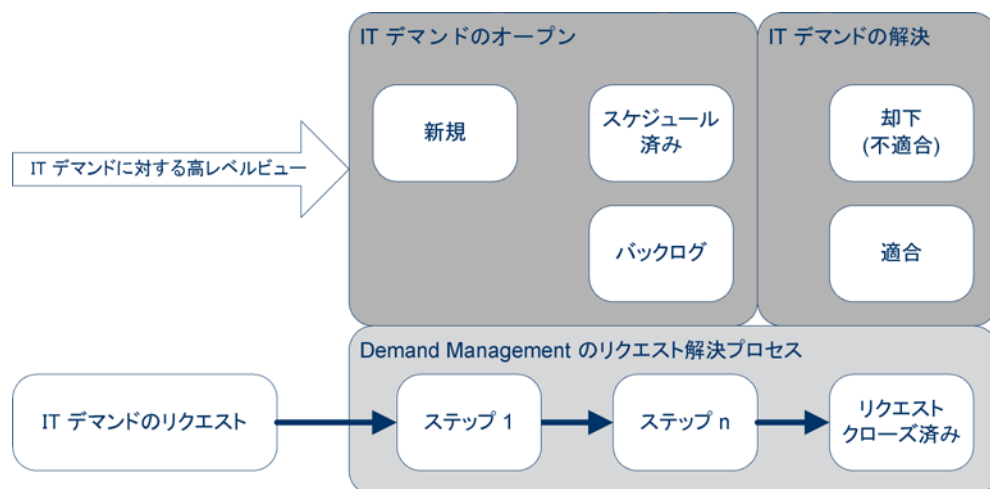 IT デマンドのオープン
IT デマンドの解決
新規
スケジュール
済み
却下
(不適合)
IT デマンドに対する高レベルビュー
バックログ
適合
Demand Management のリクエスト解決プロセス
IT デマンドのリクエスト
ステップ 1
ステップ n
リクエスト
クローズ済み